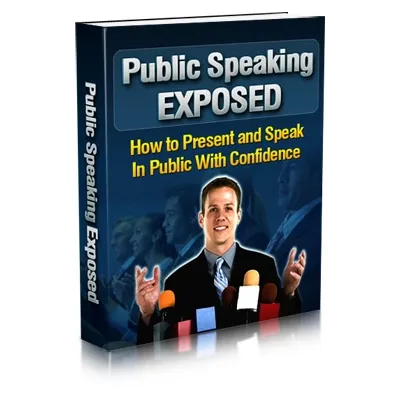 Public Speaking
EXPOSED
How to Present and Speak
In Public With Confidence
Public Speaking Exposed